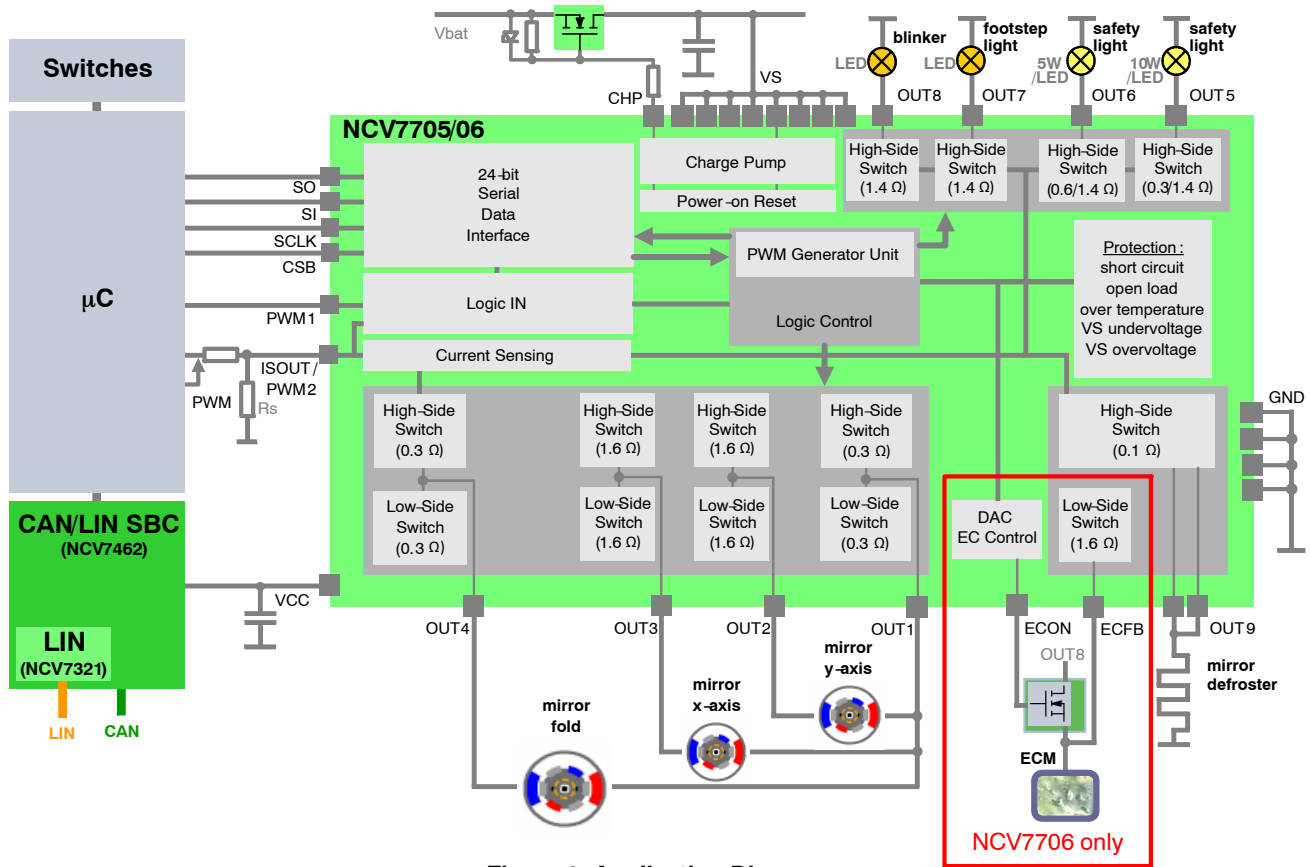 Vbat
blinker
footstep
light
safety
light
safety
light
LED
LED
5W
/LED
10W
/LED
CHP
VS
OUT8
OUT7
OUT6
OUT5
Switches
µC
NCV7705/06
24-bit
Serial
Data
Interface
Charge Pump
Power-on Reset
High-Side
Switch
(1.4 Ω)
High-Side
Switch
(1.4 Ω)
High-Side
Switch
(0.6/1.4 Ω)
High-Side
Switch
(0.3/1.4 Ω)
SO
SI
SCLK
CSB
PWM1
ISOUT/
PWM2
PWM
Rs
Logic IN
Current Sensing
PWM Generator Unit
Logic Control
Protection :
short circuit
open load
over temperature
VS undervoltage
VS overvoltage
GND
High-Side
Switch
(0.3 Ω)
High-Side
Switch
(1.6 Ω)
High-Side
Switch
(1.6 Ω)
High-Side
Switch
(0.3 Ω)
High-Side
Switch
(0.1 Ω)
Low-Side
Switch
(0.3 Ω)
Low-Side
Switch
(1.6 Ω)
Low-Side
Switch
(1.6 Ω)
Low-Side
Switch
(0.3 Ω)
DAC
EC Control
Low-Side
Switch
(1.6 Ω)
CAN/LIN SBC
(NCV7462)
LIN
(NCV7321)
LIN
CAN
VCC
OUT4
OUT3
OUT2
OUT1
ECON
ECFB
OUT9
OUT8
mirror
fold
mirror
x-axis
mirror
y-axis
mirror
defroster
ECM
NCV7706 only